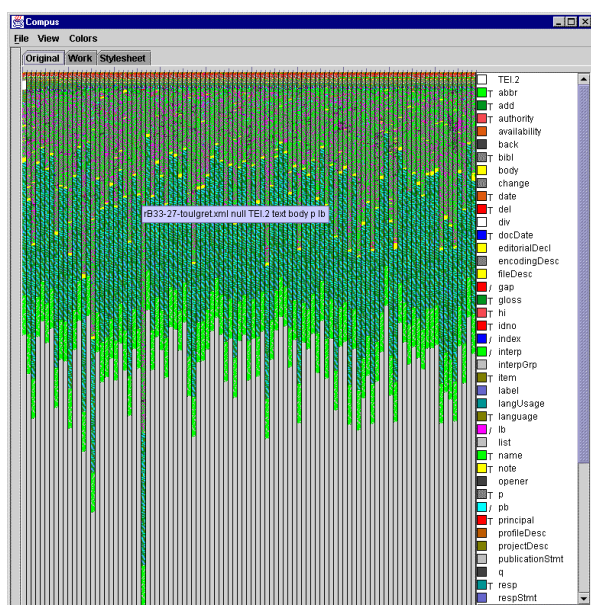 Compus
File View Colors
Original Work Stylesheet
TEI.2
T abbr
T add
T authority
availability
back
T bibl
body
change
T date
T del
div
T docDate
editorialDecl
encodingDesc
fileDesc
/ gap
T gloss
T hi
T idno
/ index
/ interp
interpGrp
T item
label
langUsage
T language
/ lb
list
T name
T note
opener
T p
/ pb
T principal
profileDesc
projectDesc
publicationStmt
q
T resp
respStmt
rB33-27-toulgret.xml null TEI.2 text body p lb